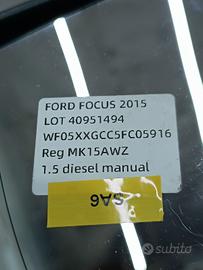 FORD FOCUS 2015
LOT 40951494
WF05XXGCC5FC05916
Reg MK15AWZ
1.5 diesel manual
SA6
subito